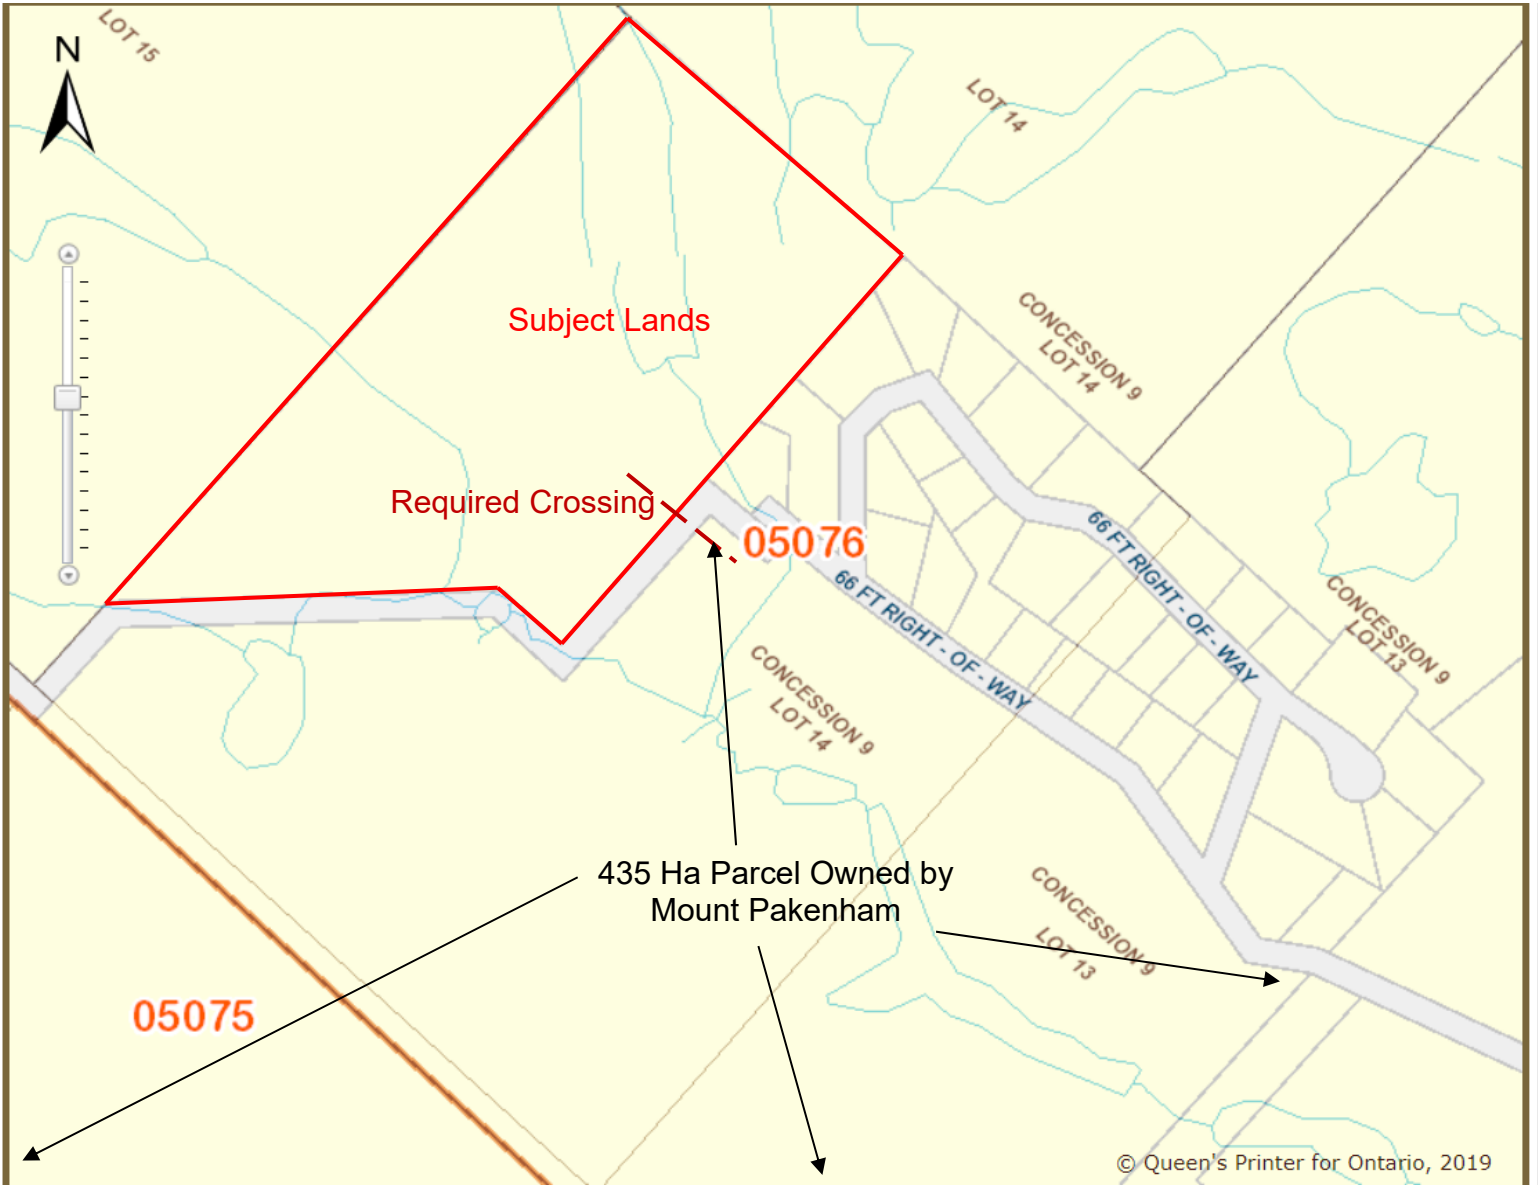 LOT 15
N
LOT 14
Subject Lands
CONCESSION 9
LOT 14
Required Crossing
05076
66 FT RIGHT - OF - WAY
66 FT RIGHT - OF - WAY
CONCESSION 9
LOT 13
CONCESSION 9
LOT 14
435 Ha Parcel Owned by
Mount Pakenham
CONCESSION 9
LOT 13
05075
© Queen's Printer for Ontario, 2019